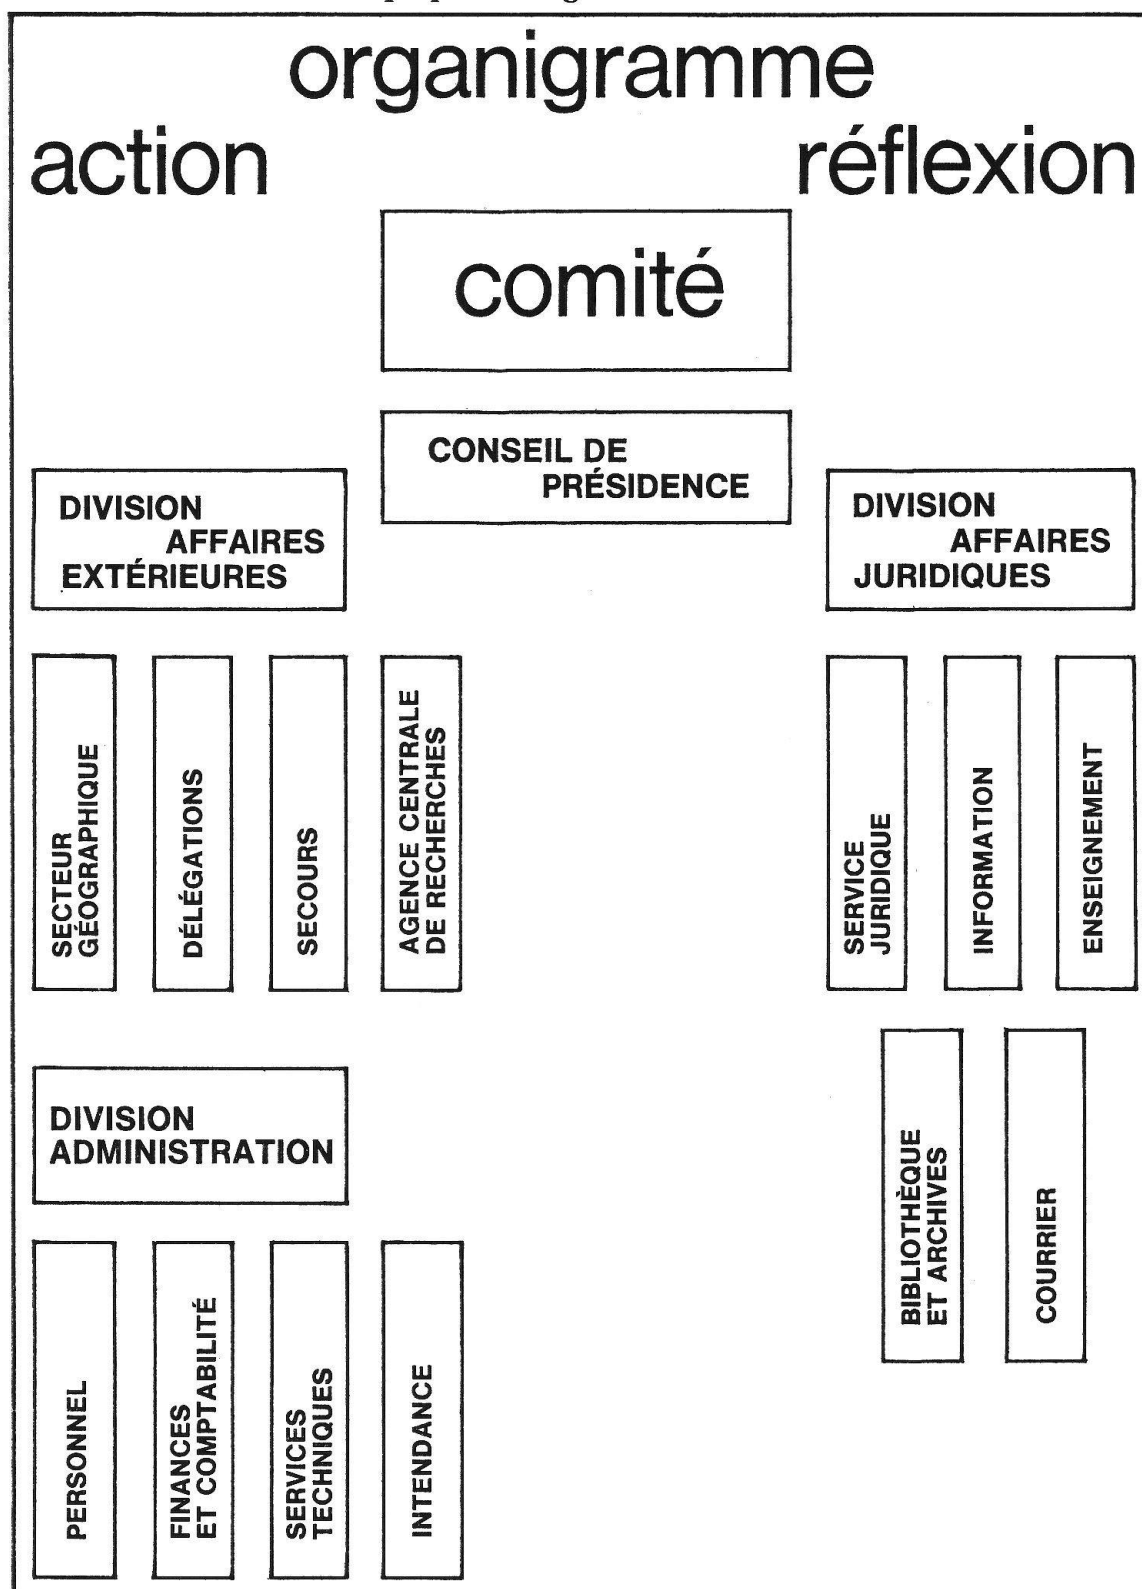 organigramme
action
réflexion
comité
CONSEIL DE
PRÉSIDENCE
DIVISION
AFFAIRES
EXTÉRIEURES
DIVISION
AFFAIRES
JURIDIQUES
SECTEUR
GÉOGRAPHIQUE
DÉLÉGATIONS
SECOURS
AGENCE CENTRALE
DE RECHERCHES
SERVICE
JURIDIQUE
INFORMATION
ENSEIGNEMENT
DIVISION
ADMINISTRATION
BIBLIOTHÈQUE
ET ARCHIVES
COURRIER
PERSONNEL
FINANCES
ET COMPTABILITÉ
SERVICES
TECHNIQUES
INTENDANCE